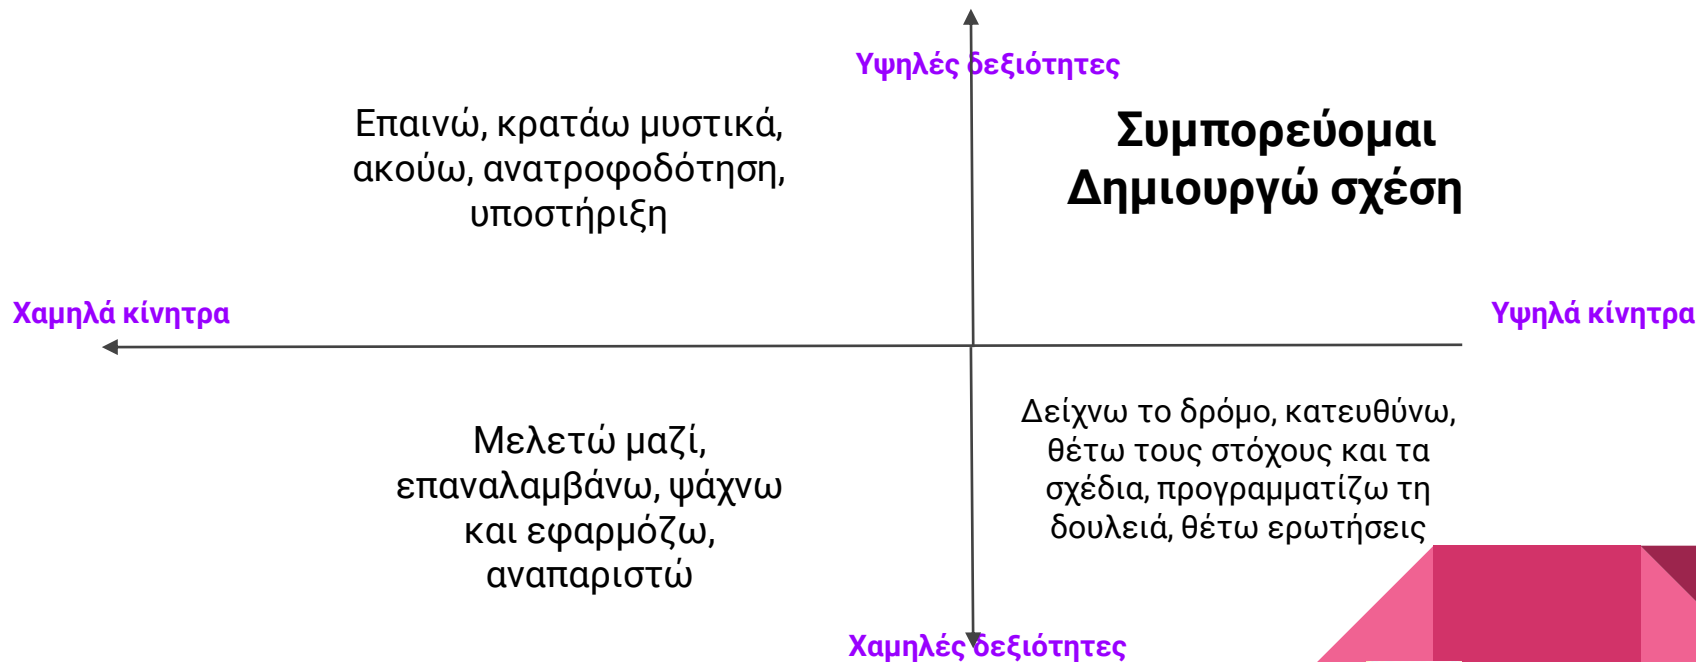 Υψηλές δεξιότητες
Επαινώ, κρατάω μυστικά,
ακούω, ανατροφοδότηση,
υποστήριξη
Συμπορεύομαι
Δημιουργώ σχέση
Χαμηλά κίνητρα
Υψηλά κίνητρα
Μελετώ μαζί,
επαναλαμβάνω, ψάχνω
και εφαρμόζω,
αναπαριστώ
Δείχνω το δρόμο, κατευθύνω,
θέτω τους στόχους και τα
σχέδια, προγραμματίζω τη
δουλειά, θέτω ερωτήσεις
Χαμηλές δεξιότητες